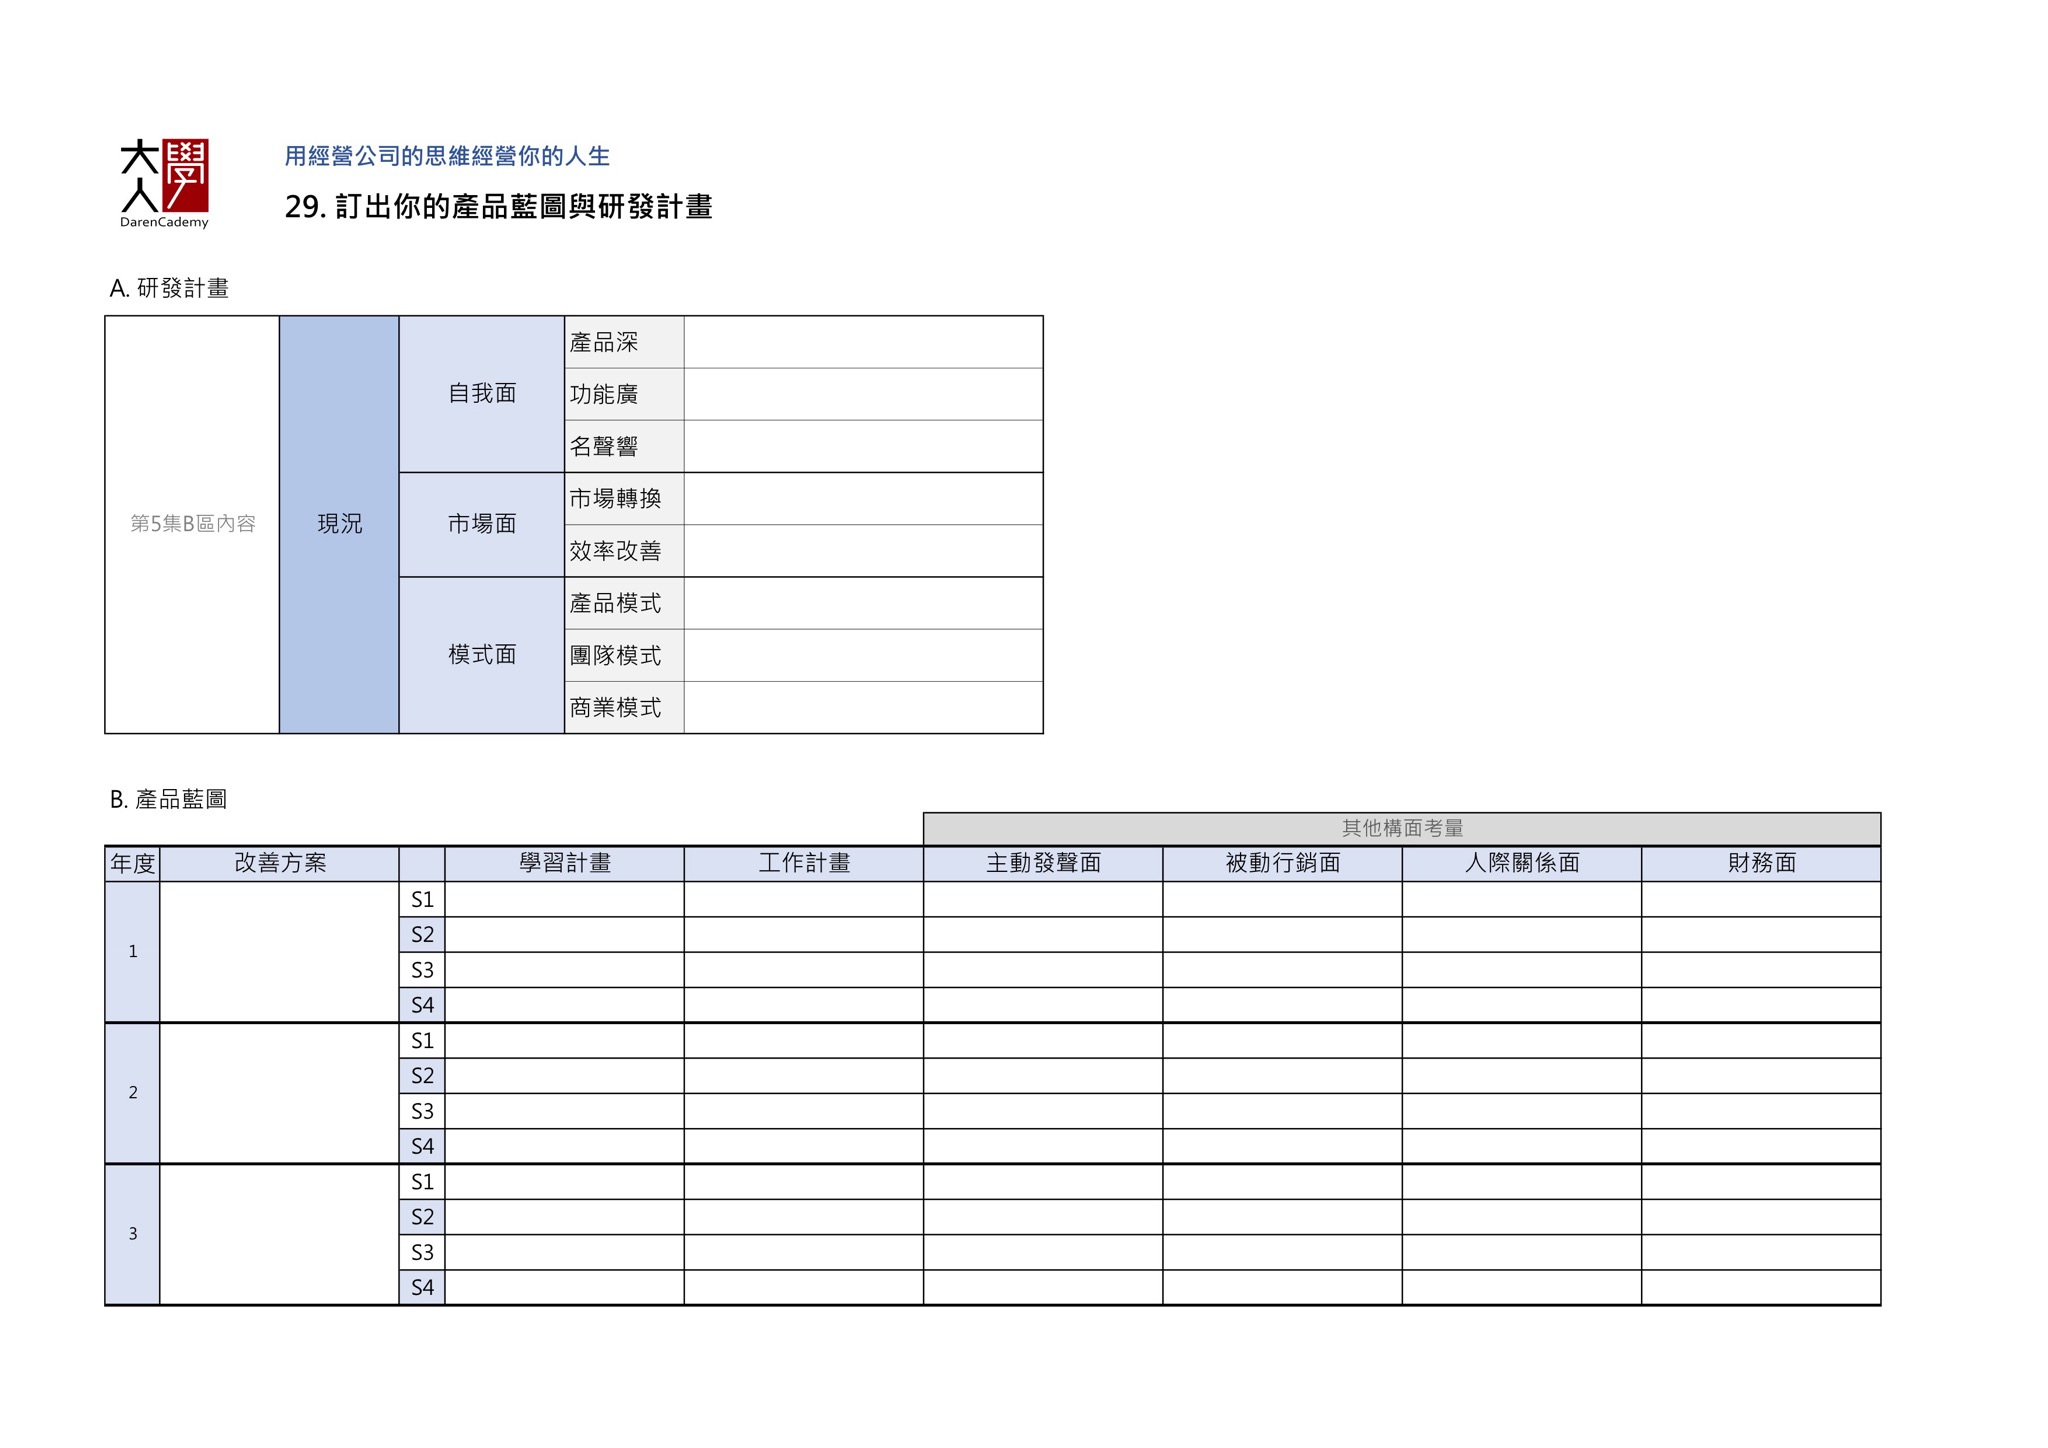 大人學
DarenCademy
用經營公司的思維經營你的人生
29. 訂出你的產品藍圖與研發計畫
A. 研發計畫
第5集B區內容
現況
自我面
產品深
功能廣
名聲響
市場面
市場轉換
效率改善
模式面
產品模式
團隊模式
商業模式
B. 產品藍圖
其他構面考量
年度 改善方案 學習計畫 工作計畫 主動發聲面 被動行銷面 人際關係面 財務面
1
S1
S2
S3
S4
2
S1
S2
S3
S4
3
S1
S2
S3
S4